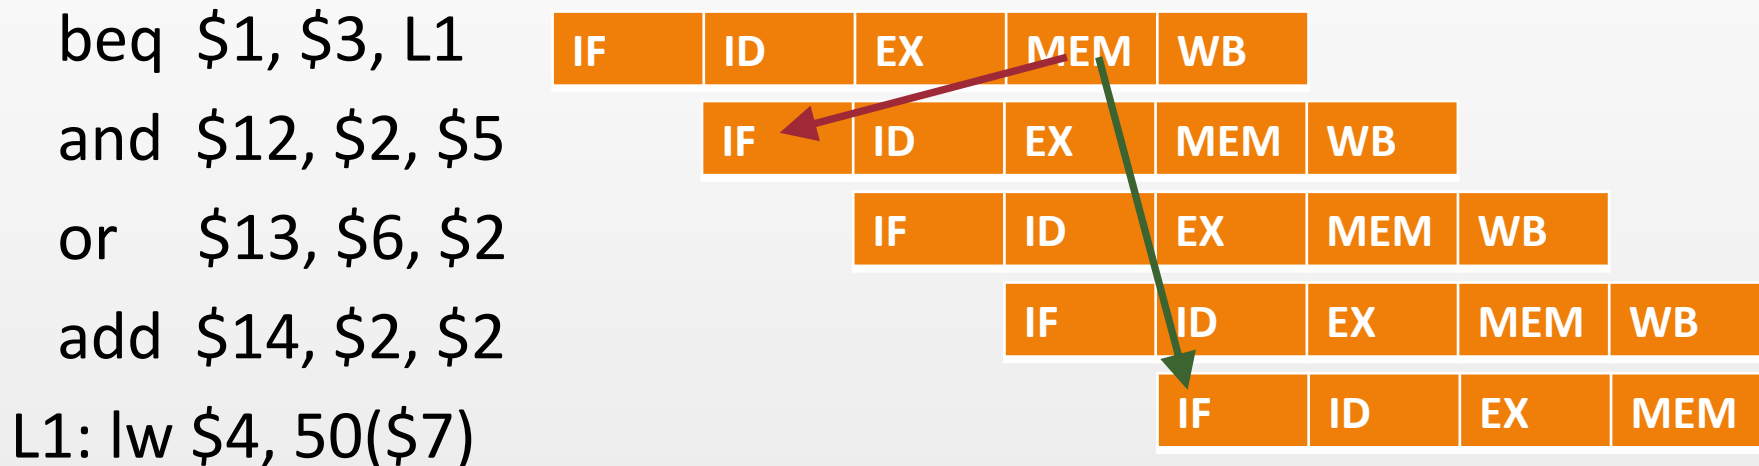 beq $1, $3, L1 IF ID EX MEM WB
and $12, $2, $5 IF ID EX MEM WB
or $13, $6, $2 IF ID EX MEM WB
add $14, $2, $2 IF ID EX MEM WB
L1: lw $4, 50($7) IF ID EX MEM